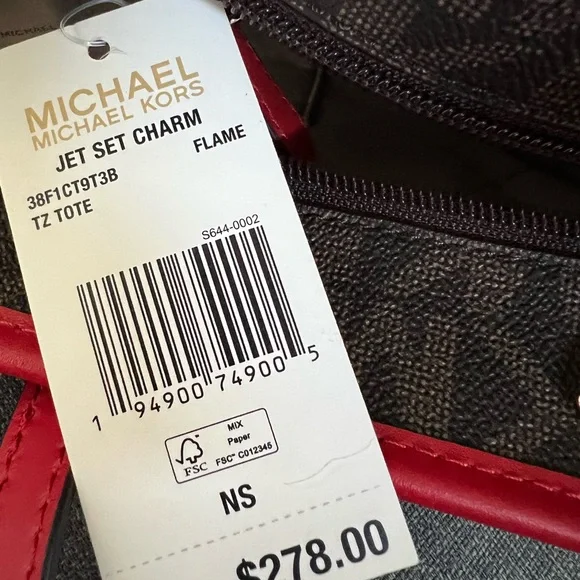 MICHAEL
MICHAEL KORS
JET SET CHARM
FLAME
38F1CT9T3B
TZ TOTE
S644-0002
1 94900 74900 5
FSC
MIX
Paper
FSC™ C012345
NS
$278.00